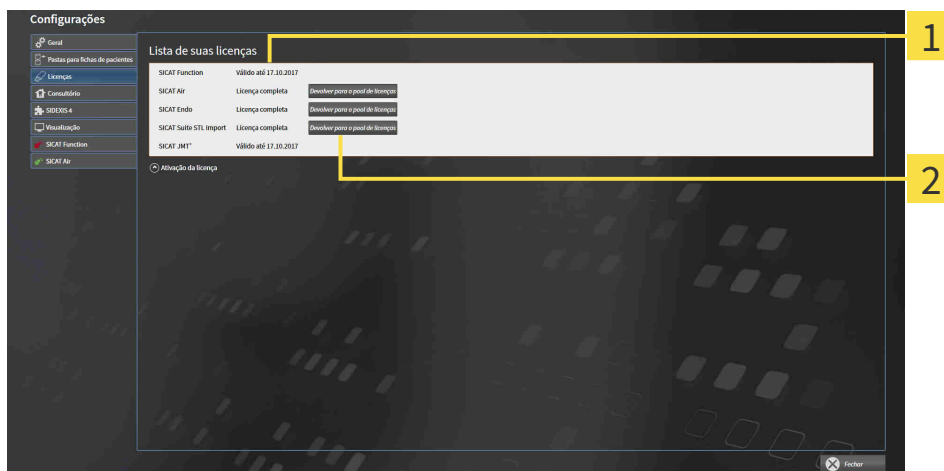 Configurações
Geral
Pastas para fichas de pacientes
Licenças
Consultório
SIDEXIS 4
Visualização
SICAT Function
SICAT Air
Lista de suas licenças
SICAT Function Válido até 17.10.2017
SICAT Air Licença completa Devolver para o pool de licenças
SICAT Endo Licença completa Devolver para o pool de licenças
SICAT Suite STL Import Licença completa Devolver para o pool de licenças
SICAT JMT+ Válido até 17.10.2017
Ativação da licença
Fechar
1
2